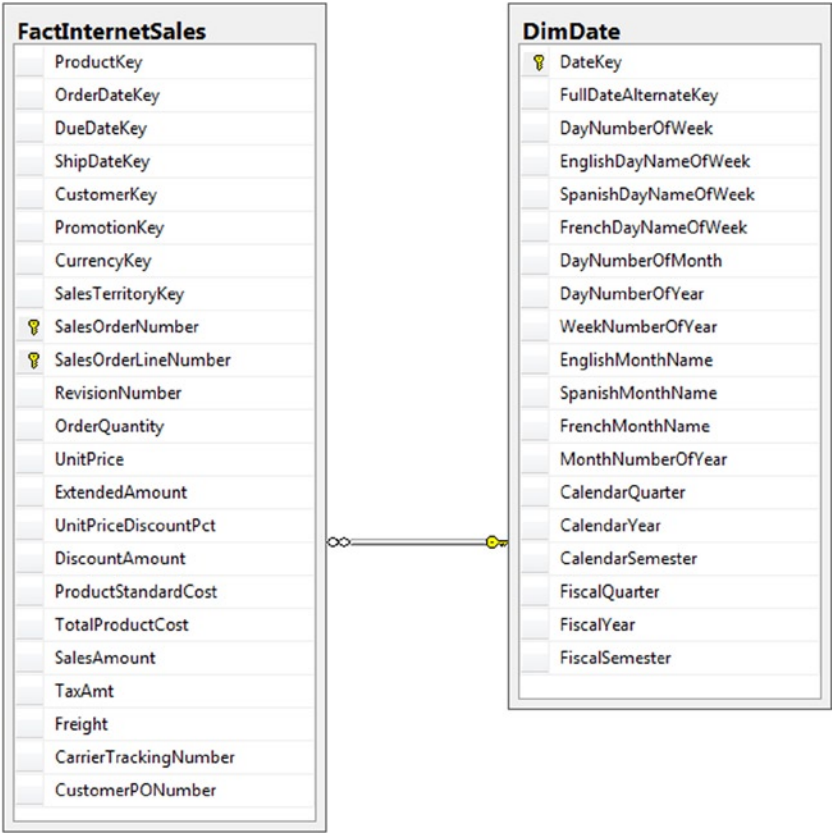 FactInternetSales
ProductKey
OrderDateKey
DueDateKey
ShipDateKey
CustomerKey
PromotionKey
CurrencyKey
SalesTerritoryKey
SalesOrderNumber
SalesOrderLineNumber
RevisionNumber
OrderQuantity
UnitPrice
ExtendedAmount
UnitPriceDiscountPct
DiscountAmount
ProductStandardCost
TotalProductCost
SalesAmount
TaxAmt
Freight
CarrierTrackingNumber
CustomerPONumber
DimDate
DateKey
FullDateAlternateKey
DayNumberOfWeek
EnglishDayNameOfWeek
SpanishDayNameOfWeek
FrenchDayNameOfWeek
DayNumberOfMonth
DayNumberOfYear
WeekNumberOfYear
EnglishMonthName
SpanishMonthName
FrenchMonthName
MonthNumberOfYear
CalendarQuarter
CalendarYear
CalendarSemester
FiscalQuarter
FiscalYear
FiscalSemester